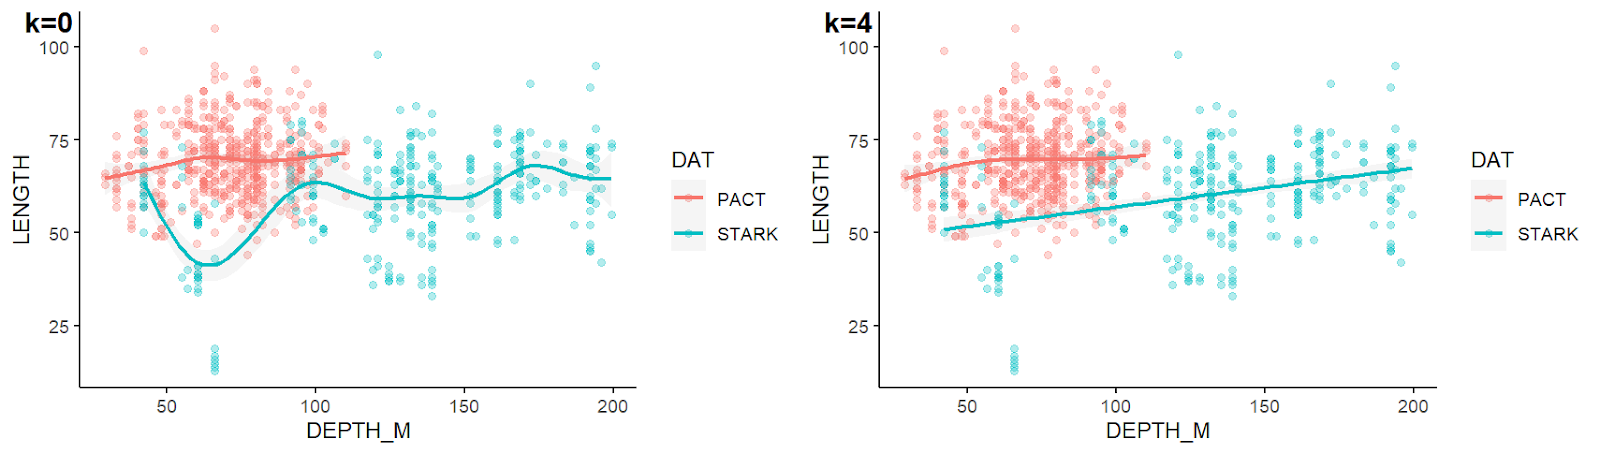 k=0
LENGTH
100
75
50
25
50
100
150
200
DEPTH_M
DAT
PACT
STARK
k=4
LENGTH
100
75
50
25
50
100
150
200
DEPTH_M
DAT
PACT
STARK